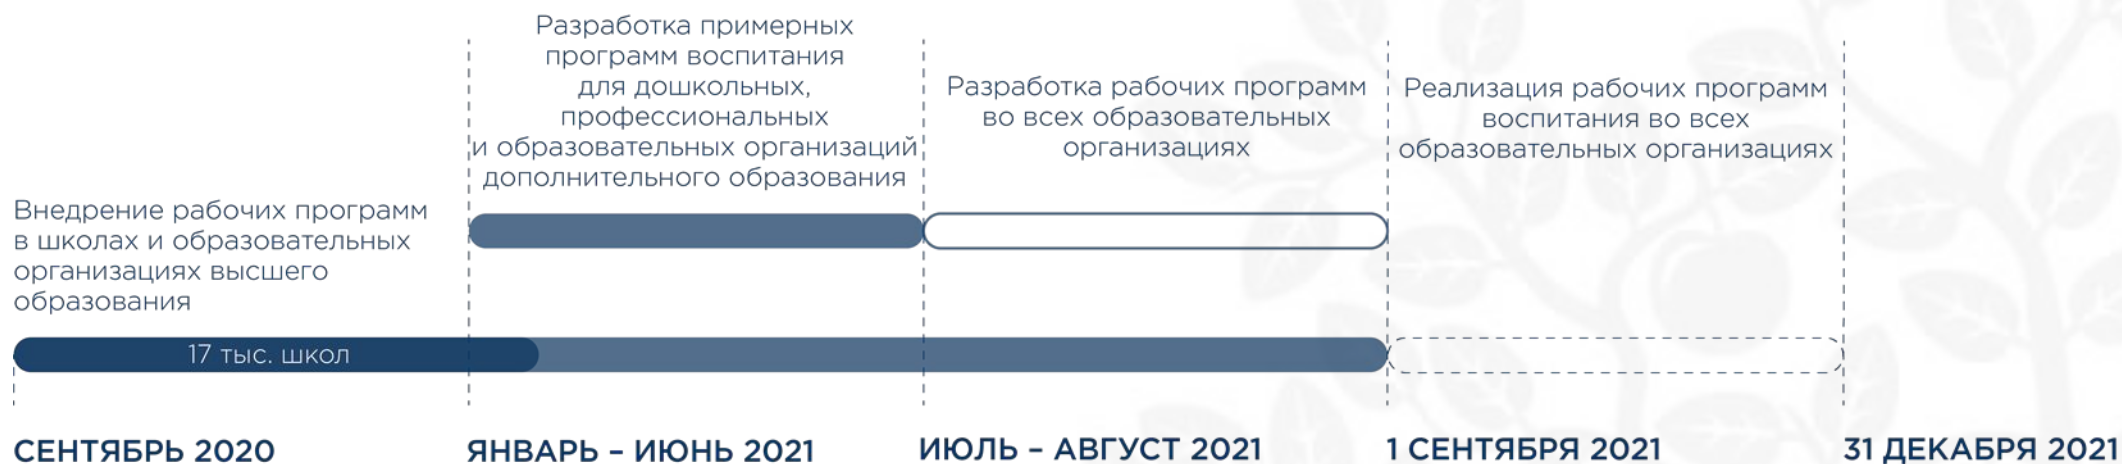 Разработка примерных
программ воспитания
для дошкольных,
профессиональных
и образовательных организаций
дополнительного образования
Разработка рабочих программ
во всех образовательных
организациях
Реализация рабочих программ
воспитания во всех
образовательных организациях
Внедрение рабочих программ
в школах и образовательных
организациях высшего
образования
17 тыс. школ
СЕНТЯБРЬ 2020
ЯНВАРЬ – ИЮНЬ 2021
ИЮЛЬ – АВГУСТ 2021
1 СЕНТЯБРЯ 2021
31 ДЕКАБРЯ 2021